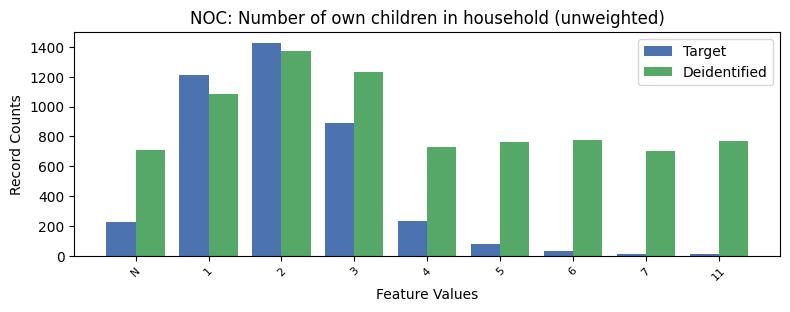 NOC: Number of own children in household (unweighted)
Target
Deidentified
1400
1200
1000
800
600
400
200
0
Record Counts
N 1 2 3 4 5 6 7 11
Feature Values